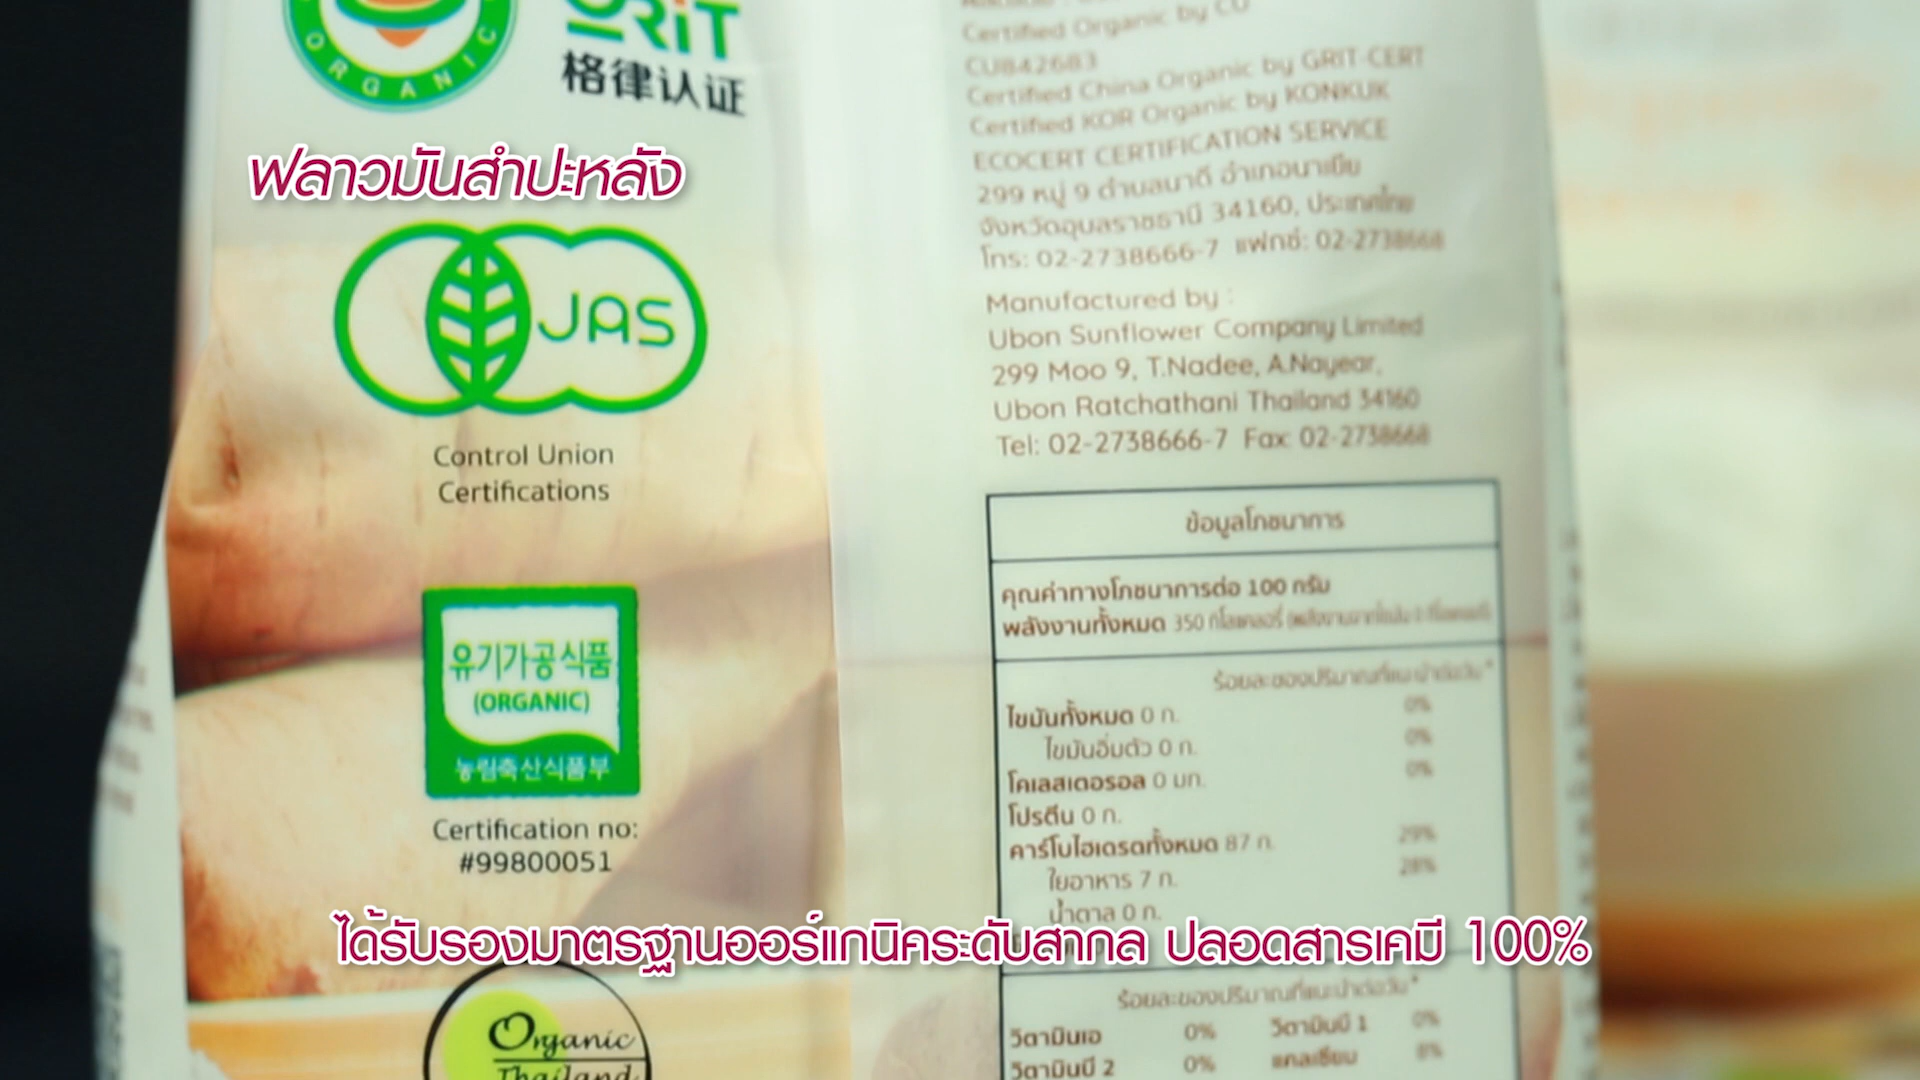 ORGANIC
GRiT
格律认证
ฟลาวมันสำปะหลัง
JAS
Control Union
Certifications
유기가공식품
(ORGANIC)
농림축산식품부
Certification no:
#99800051
Organic
Thailand
Certified Organic by CU
CU842683
Certified China Organic by GRIT-CERT
Certified KOR Organic by KONKUK
ECOCERT CERTIFICATION SERVICE
299 หมู่ 9 ตำบลนาดี อำเภอนาเยีย
จังหวัดอุบลราชธานี 34160, ประเทศไทย
โทร: 02-2738666-7 แฟกซ์: 02-2738668
Manufactured by :
Ubon Sunflower Company Limited
299 Moo 9, T.Nadee, A.Nayear,
Ubon Ratchathani Thailand 34160
Tel: 02-2738666-7 Fax: 02-2738668
ข้อมูลโภชนาการ
คุณค่าทางโภชนาการต่อ 100 กรัม
พลังงานทั้งหมด 350 กิโลแคลอรี่
ร้อยละของปริมาณที่แนะนำต่อวัน*
ไขมันทั้งหมด 0 ก. 0%
ไขมันอิ่มตัว 0 ก. 0%
โคเลสเตอรอล 0 มก. 0%
โปรตีน 0 ก.
คาร์โบไฮเดรตทั้งหมด 87 ก. 29%
ใยอาหาร 7 ก. 28%
น้ำตาล 0 ก.
ได้รับรองมาตรฐานออร์แกนิคระดับสากล ปลอดสารเคมี 100%
ร้อยละของปริมาณที่แนะนำต่อวัน*
วิตามินเอ 0% วิตามินบี 1 0%
วิตามินบี 2 0% แคลเซียม 8%